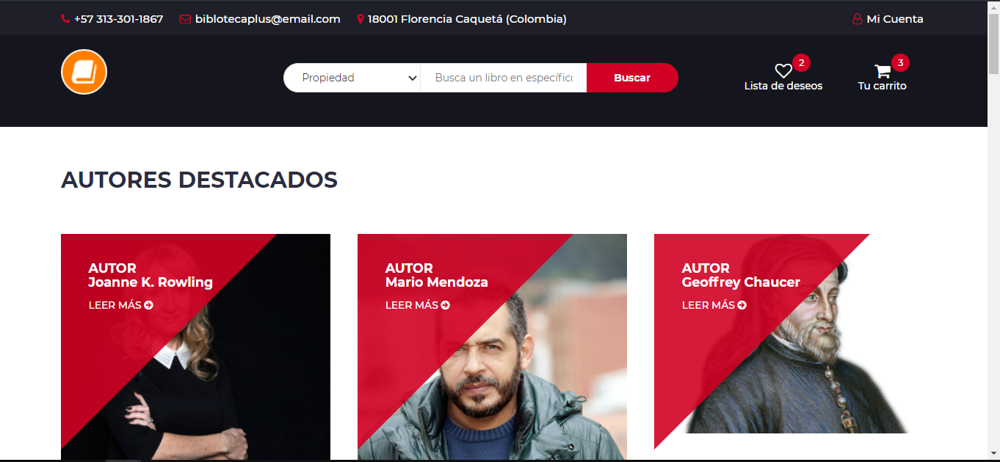 +57 313-301-1867 biblotecaplus@email.com 18001 Florencia Caquetá (Colombia) Mi Cuenta
Propiedad Busca un libro en específic Buscar
2
Lista de deseos
3
Tu carrito
AUTORES DESTACADOS
AUTOR
Joanne K. Rowling
LEER MÁS
AUTOR
Mario Mendoza
LEER MÁS
AUTOR
Geoffrey Chaucer
LEER MÁS